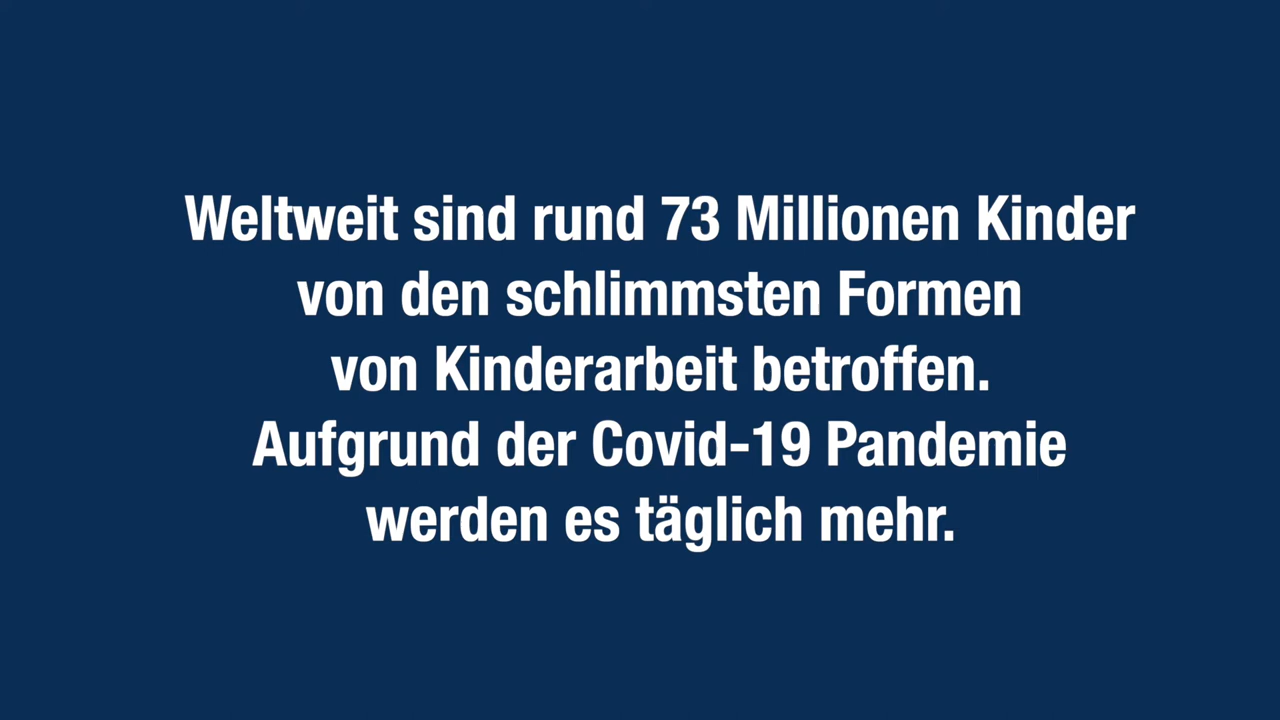 Weltweit sind rund 73 Millionen Kinder
von den schlimmsten Formen
von Kinderarbeit betroffen.
Aufgrund der Covid-19 Pandemie
werden es täglich mehr.